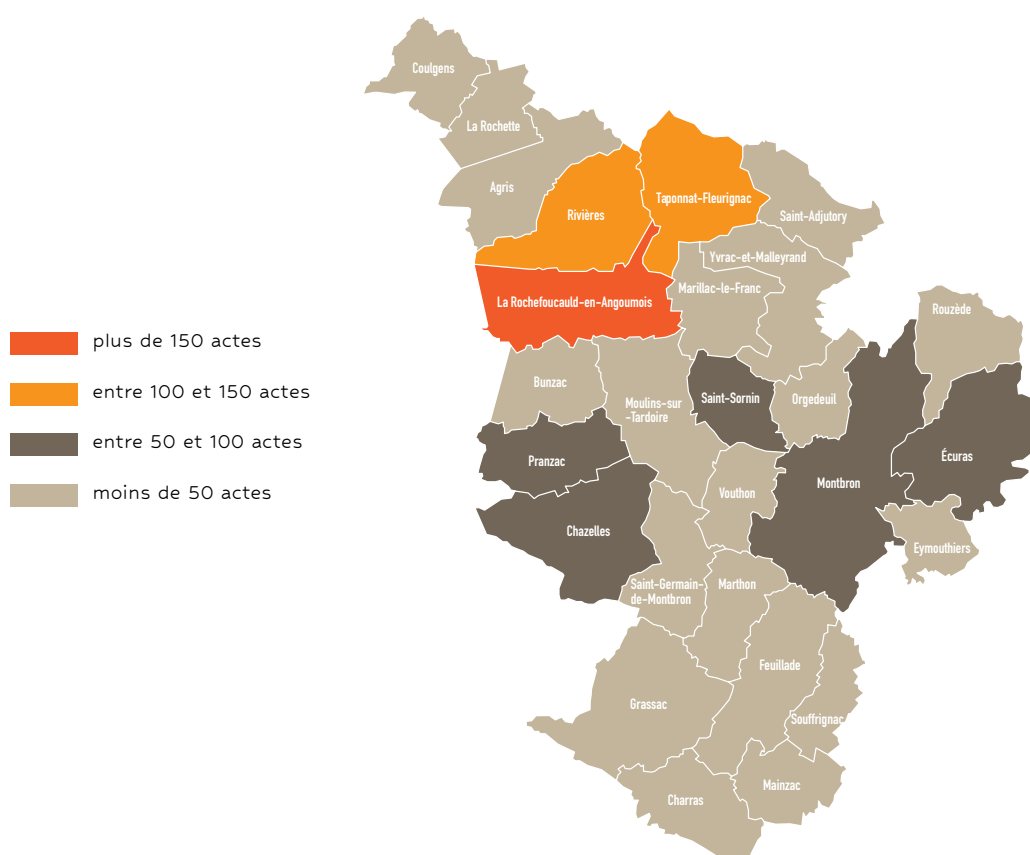 Coulgens
La Rochette
Agris
Rivières
Taponnat-Fleurignac
Saint-Adjutory
Yvrac-et-Malleyrand
Marillac-le-Franc
La Rochefoucauld-en-Angoumois
Rouzède
plus de 150 actes
entre 100 et 150 actes
entre 50 et 100 actes
moins de 50 actes
Bunzac
Moulins-sur
-Tardoire
Saint-Sornin
Orgedeuil
Écuras
Pranzac
Montbron
Vouthon
Chazelles
Eymouthiers
Saint-Germain-
de-Montbron
Marthon
Feuillade
Grassac
Souffrignac
Mainzac
Charras